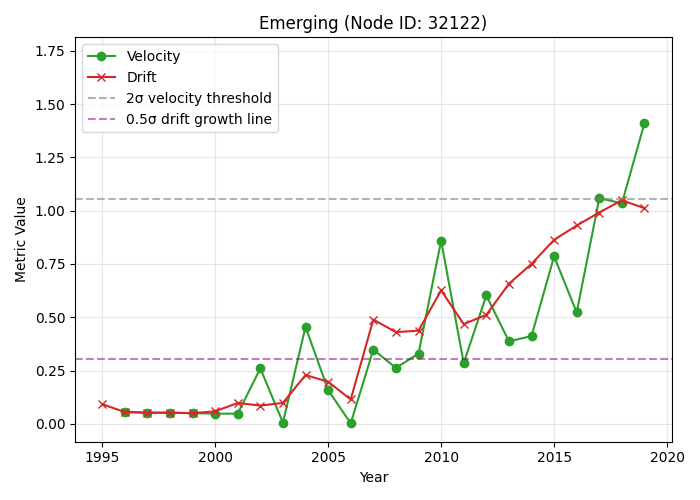 Emerging (Node ID: 32122)
Velocity
Drift
2σ velocity threshold
0.5σ drift growth line
Metric Value
1.75
1.50
1.25
1.00
0.75
0.50
0.25
0.00
1995
2000
2005
2010
2015
2020
Year